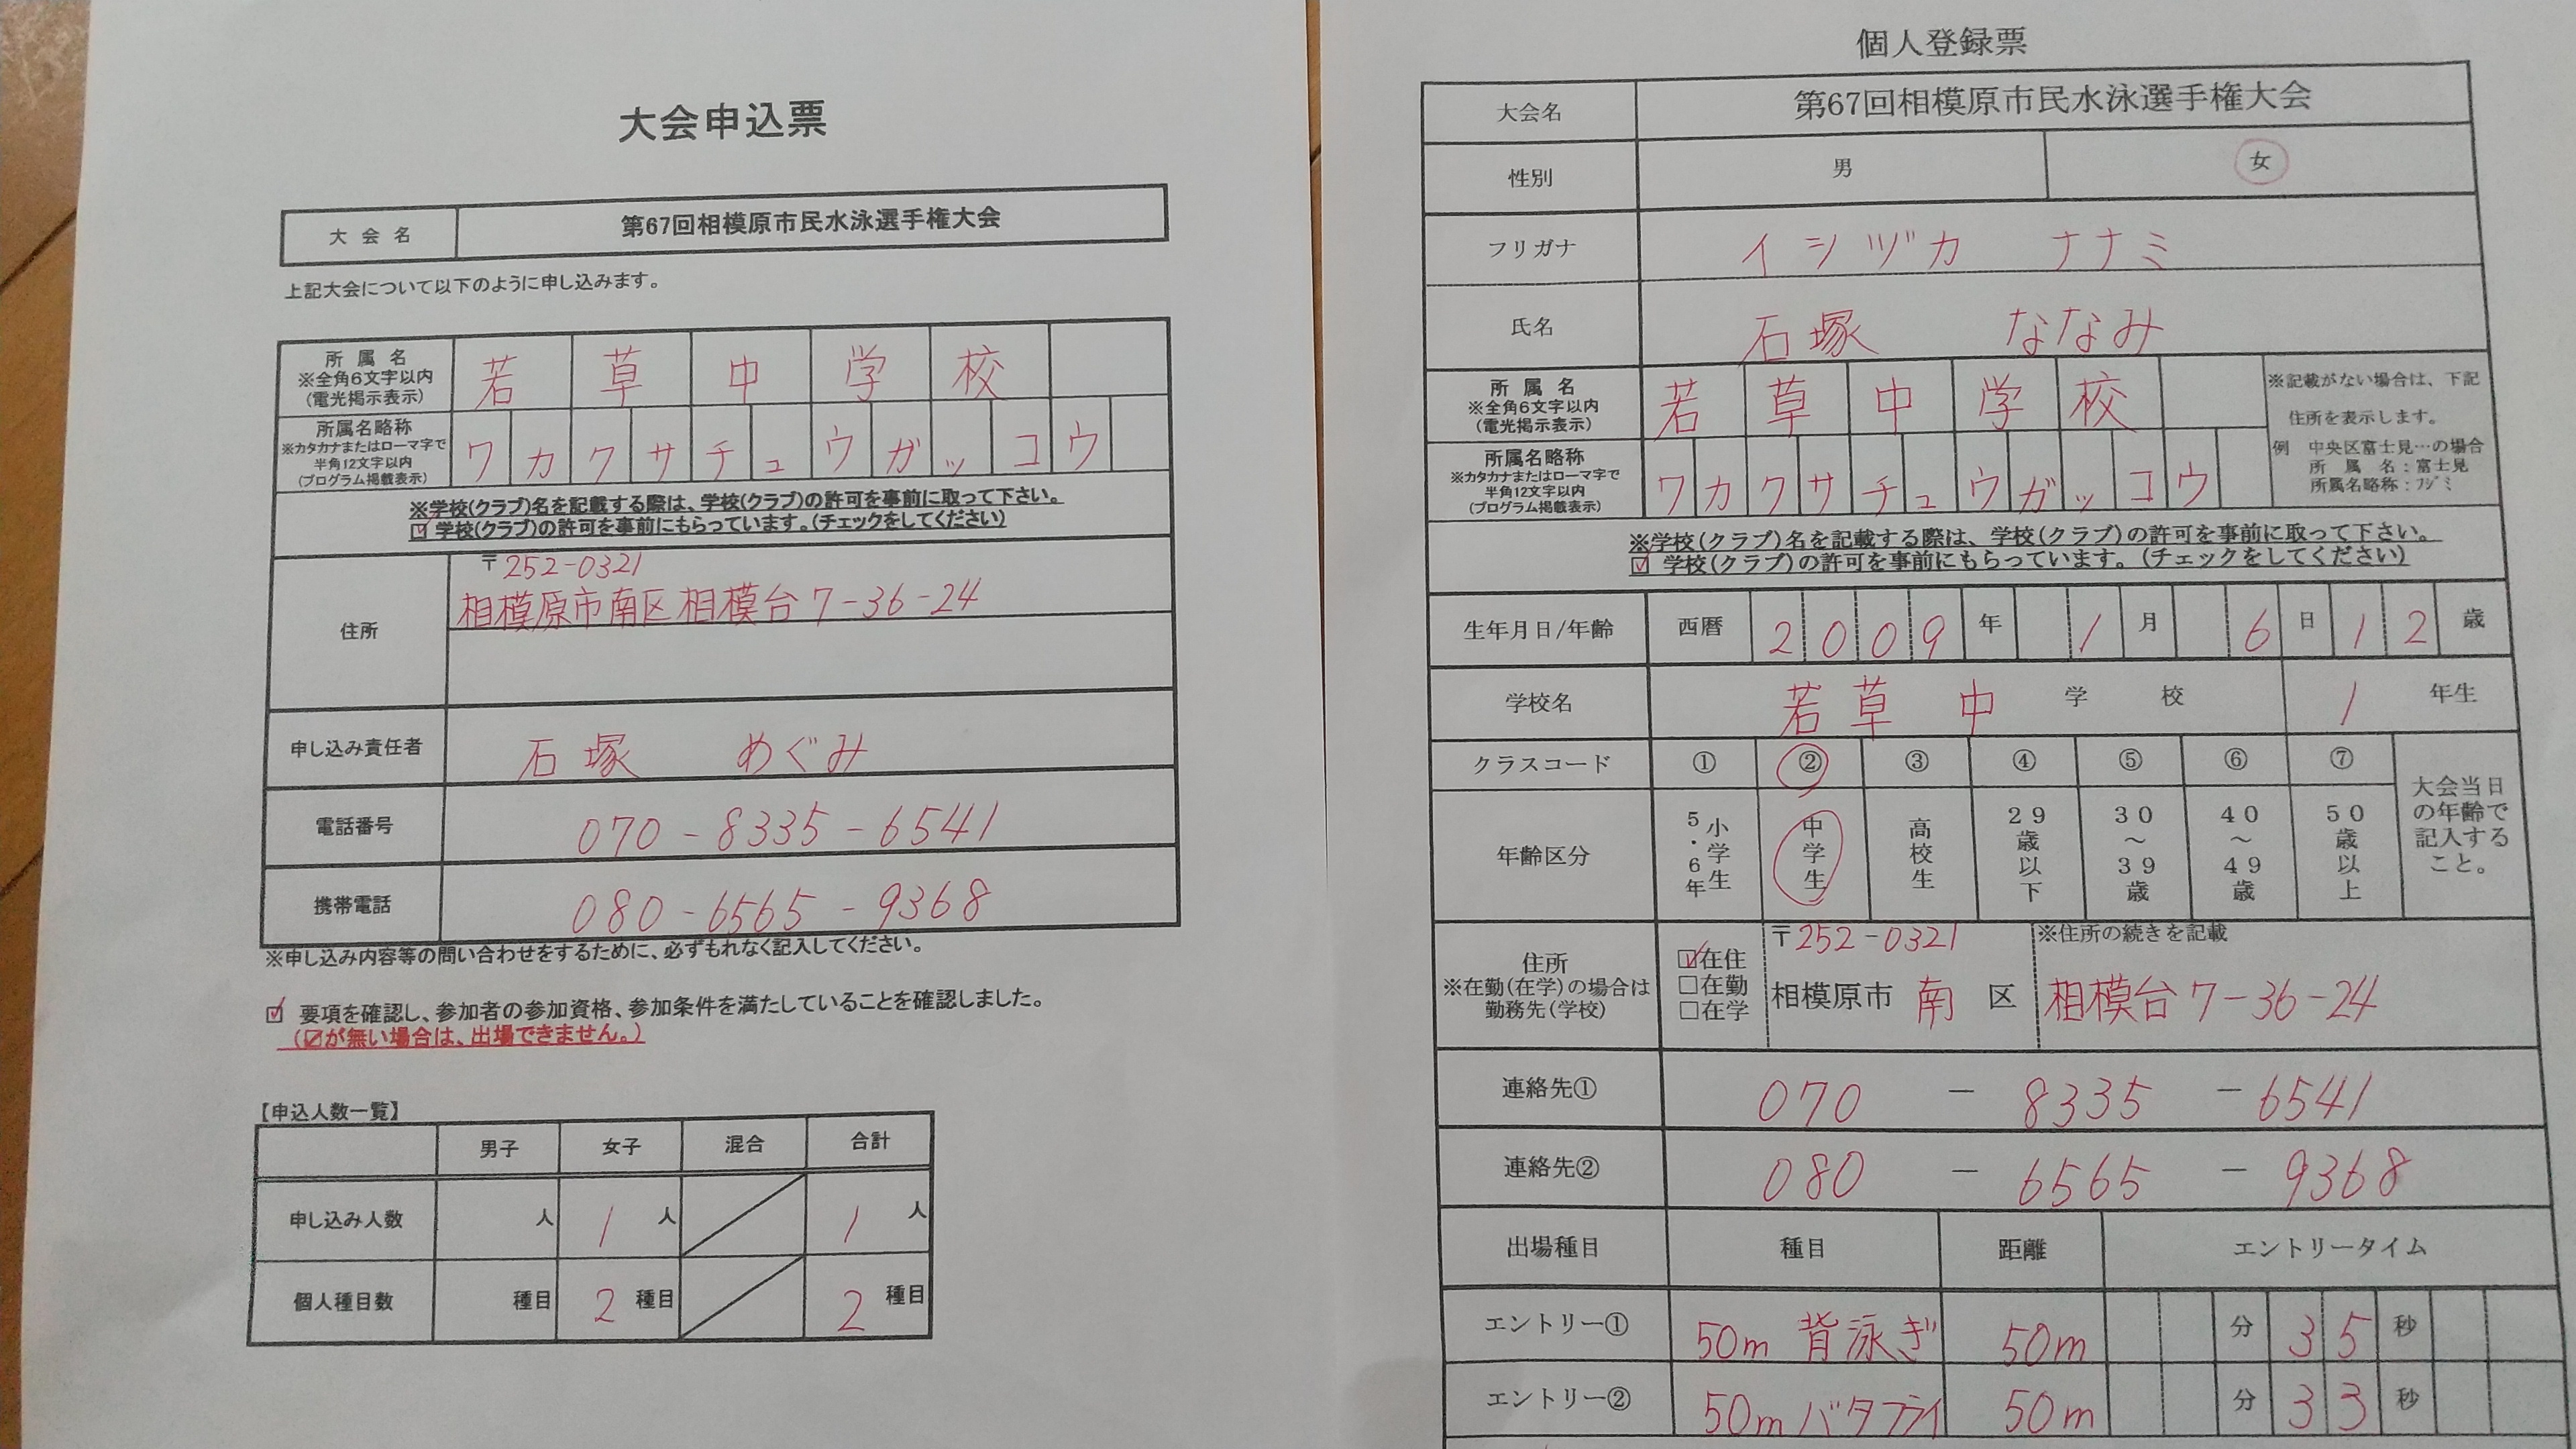 大会申込票
大会名 第67回相模原市民水泳選手権大会
上記大会について以下のように申し込みます。
所属名
※全角6文字以内
(電光掲示表示)
若草中学校
所属名略称
※カタカナまたはローマ字で
半角12文字以内
(プログラム掲載表示)
ワカクサチュウガッコウ
※学校(クラブ)名を記載する際は、学校(クラブ)の許可を事前に取って下さい。
☑ 学校(クラブ)の許可を事前にもらっています。(チェックをしてください)
住所
〒252-0321
相模原市南区相模台7-36-24
申し込み責任者 石塚 めぐみ
電話番号 070-8335-6541
携帯電話 080-6565-9368
※申し込み内容等の問い合わせをするために、必ずもれなく記入してください。
☑ 要項を確認し、参加者の参加資格、参加条件を満たしていることを確認しました。
(☑が無い場合は、出場できません。)
【申込人数一覧】
男子 女子 混合 合計
申し込み人数 人 1人 1人
個人種目数 種目 2種目 2種目
個人登録票
大会名 第67回相模原市民水泳選手権大会
性別 男 女
フリガナ イシヅカ ナナミ
氏名 石塚 ななみ
所属名
※全角6文字以内
(電光掲示表示)
若草中学校
所属名略称
※カタカナまたはローマ字で
半角12文字以内
(プログラム掲載表示)
ワカクサチュウガッコウ
※記載がない場合は、下記
住所を表示します。
例 中央区富士見…の場合
所属名:富士見
所属名略称:フジミ
※学校(クラブ)名を記載する際は、学校(クラブ)の許可を事前に取って下さい。
☑ 学校(クラブ)の許可を事前にもらっています。(チェックをしてください)
生年月日/年齢 西暦 2009年 1月 6日 12歳
学校名 若草中学校 1年生
クラスコード ① ② ③ ④ ⑤ ⑥ ⑦
年齢区分
小学生5・6年
中学生
高校生
29歳以下
30~39歳
40~49歳
50歳以上
大会当日
の年齢で
記入する
こと。
住所
※在勤(在学)の場合は
勤務先(学校)
☑在住
□在勤
□在学
〒252-0321
相模原市 南 区
※住所の続きを記載
相模台7-36-24
連絡先① 070 - 8335 - 6541
連絡先② 080 - 6565 - 9368
出場種目 種目 距離 エントリータイム
エントリー① 50m 背泳ぎ 50m 分 35 秒
エントリー② 50m バタフライ 50m 分 33 秒